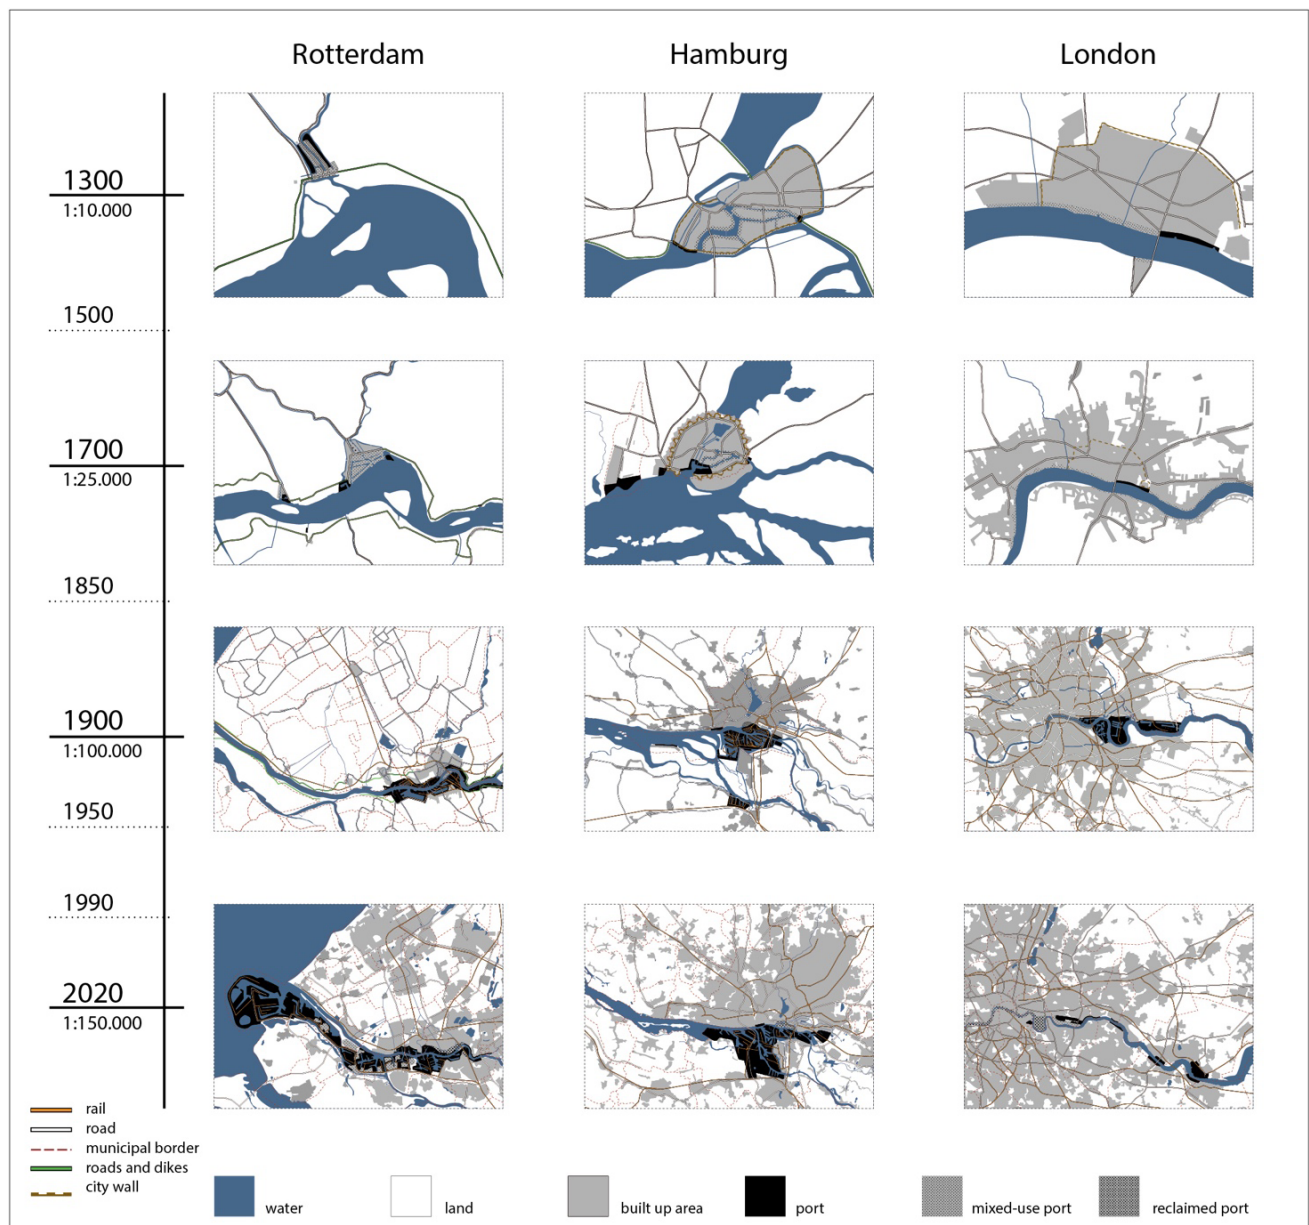 Rotterdam
Hamburg
London
1300
1:10.000
1500
1700
1:25.000
1850
1900
1:100.000
1950
1990
2020
1:150.000
rail
road
municipal border
roads and dikes
city wall
water
land
built up area
port
mixed-use port
reclaimed port